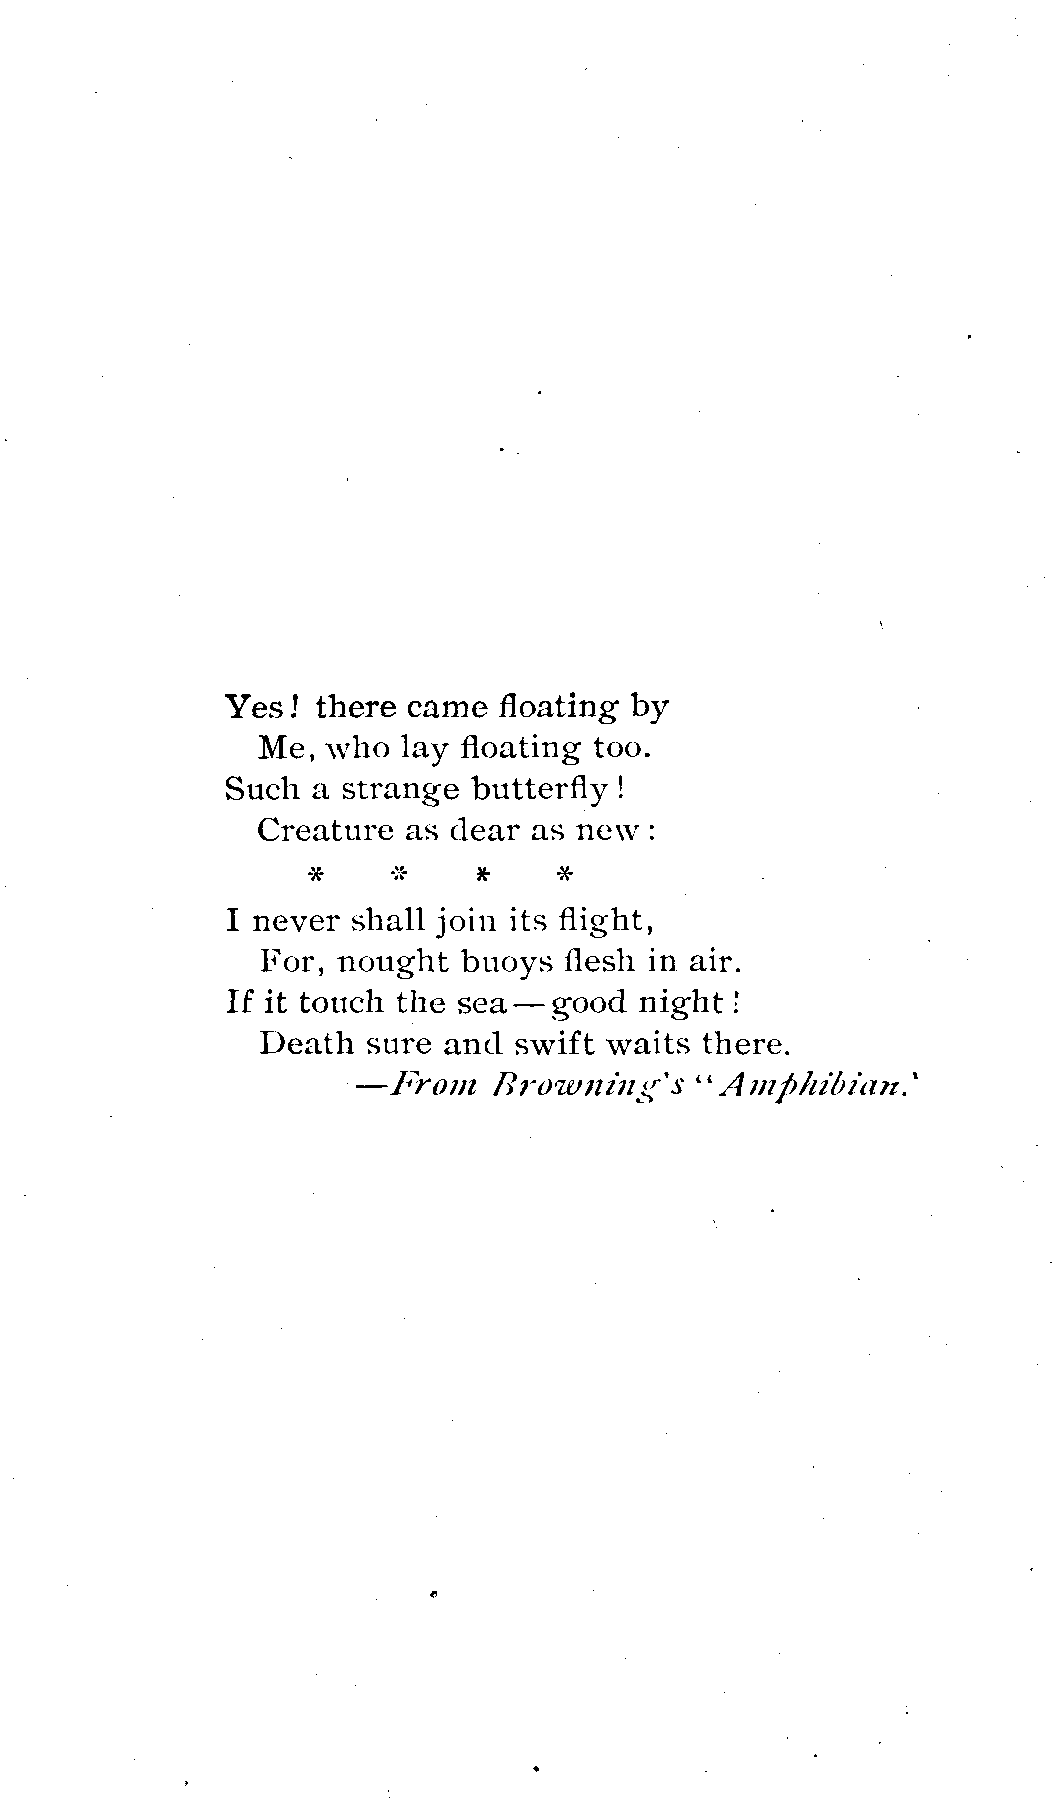 Yes! there came floating by
Me, who lay floating too.
Such a strange butterfly!
Creature as dear as new:
* * * *
I never shall join its flight,
For, nought buoys flesh in air.
If it touch the sea—good night!
Death sure and swift waits there.
—From Browning's "Amphibian.'